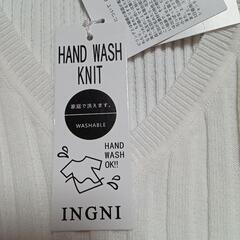 HAND WASH
KNIT
家庭で洗えます。
WASHABLE
HAND
WASH
OK!!
INGNI